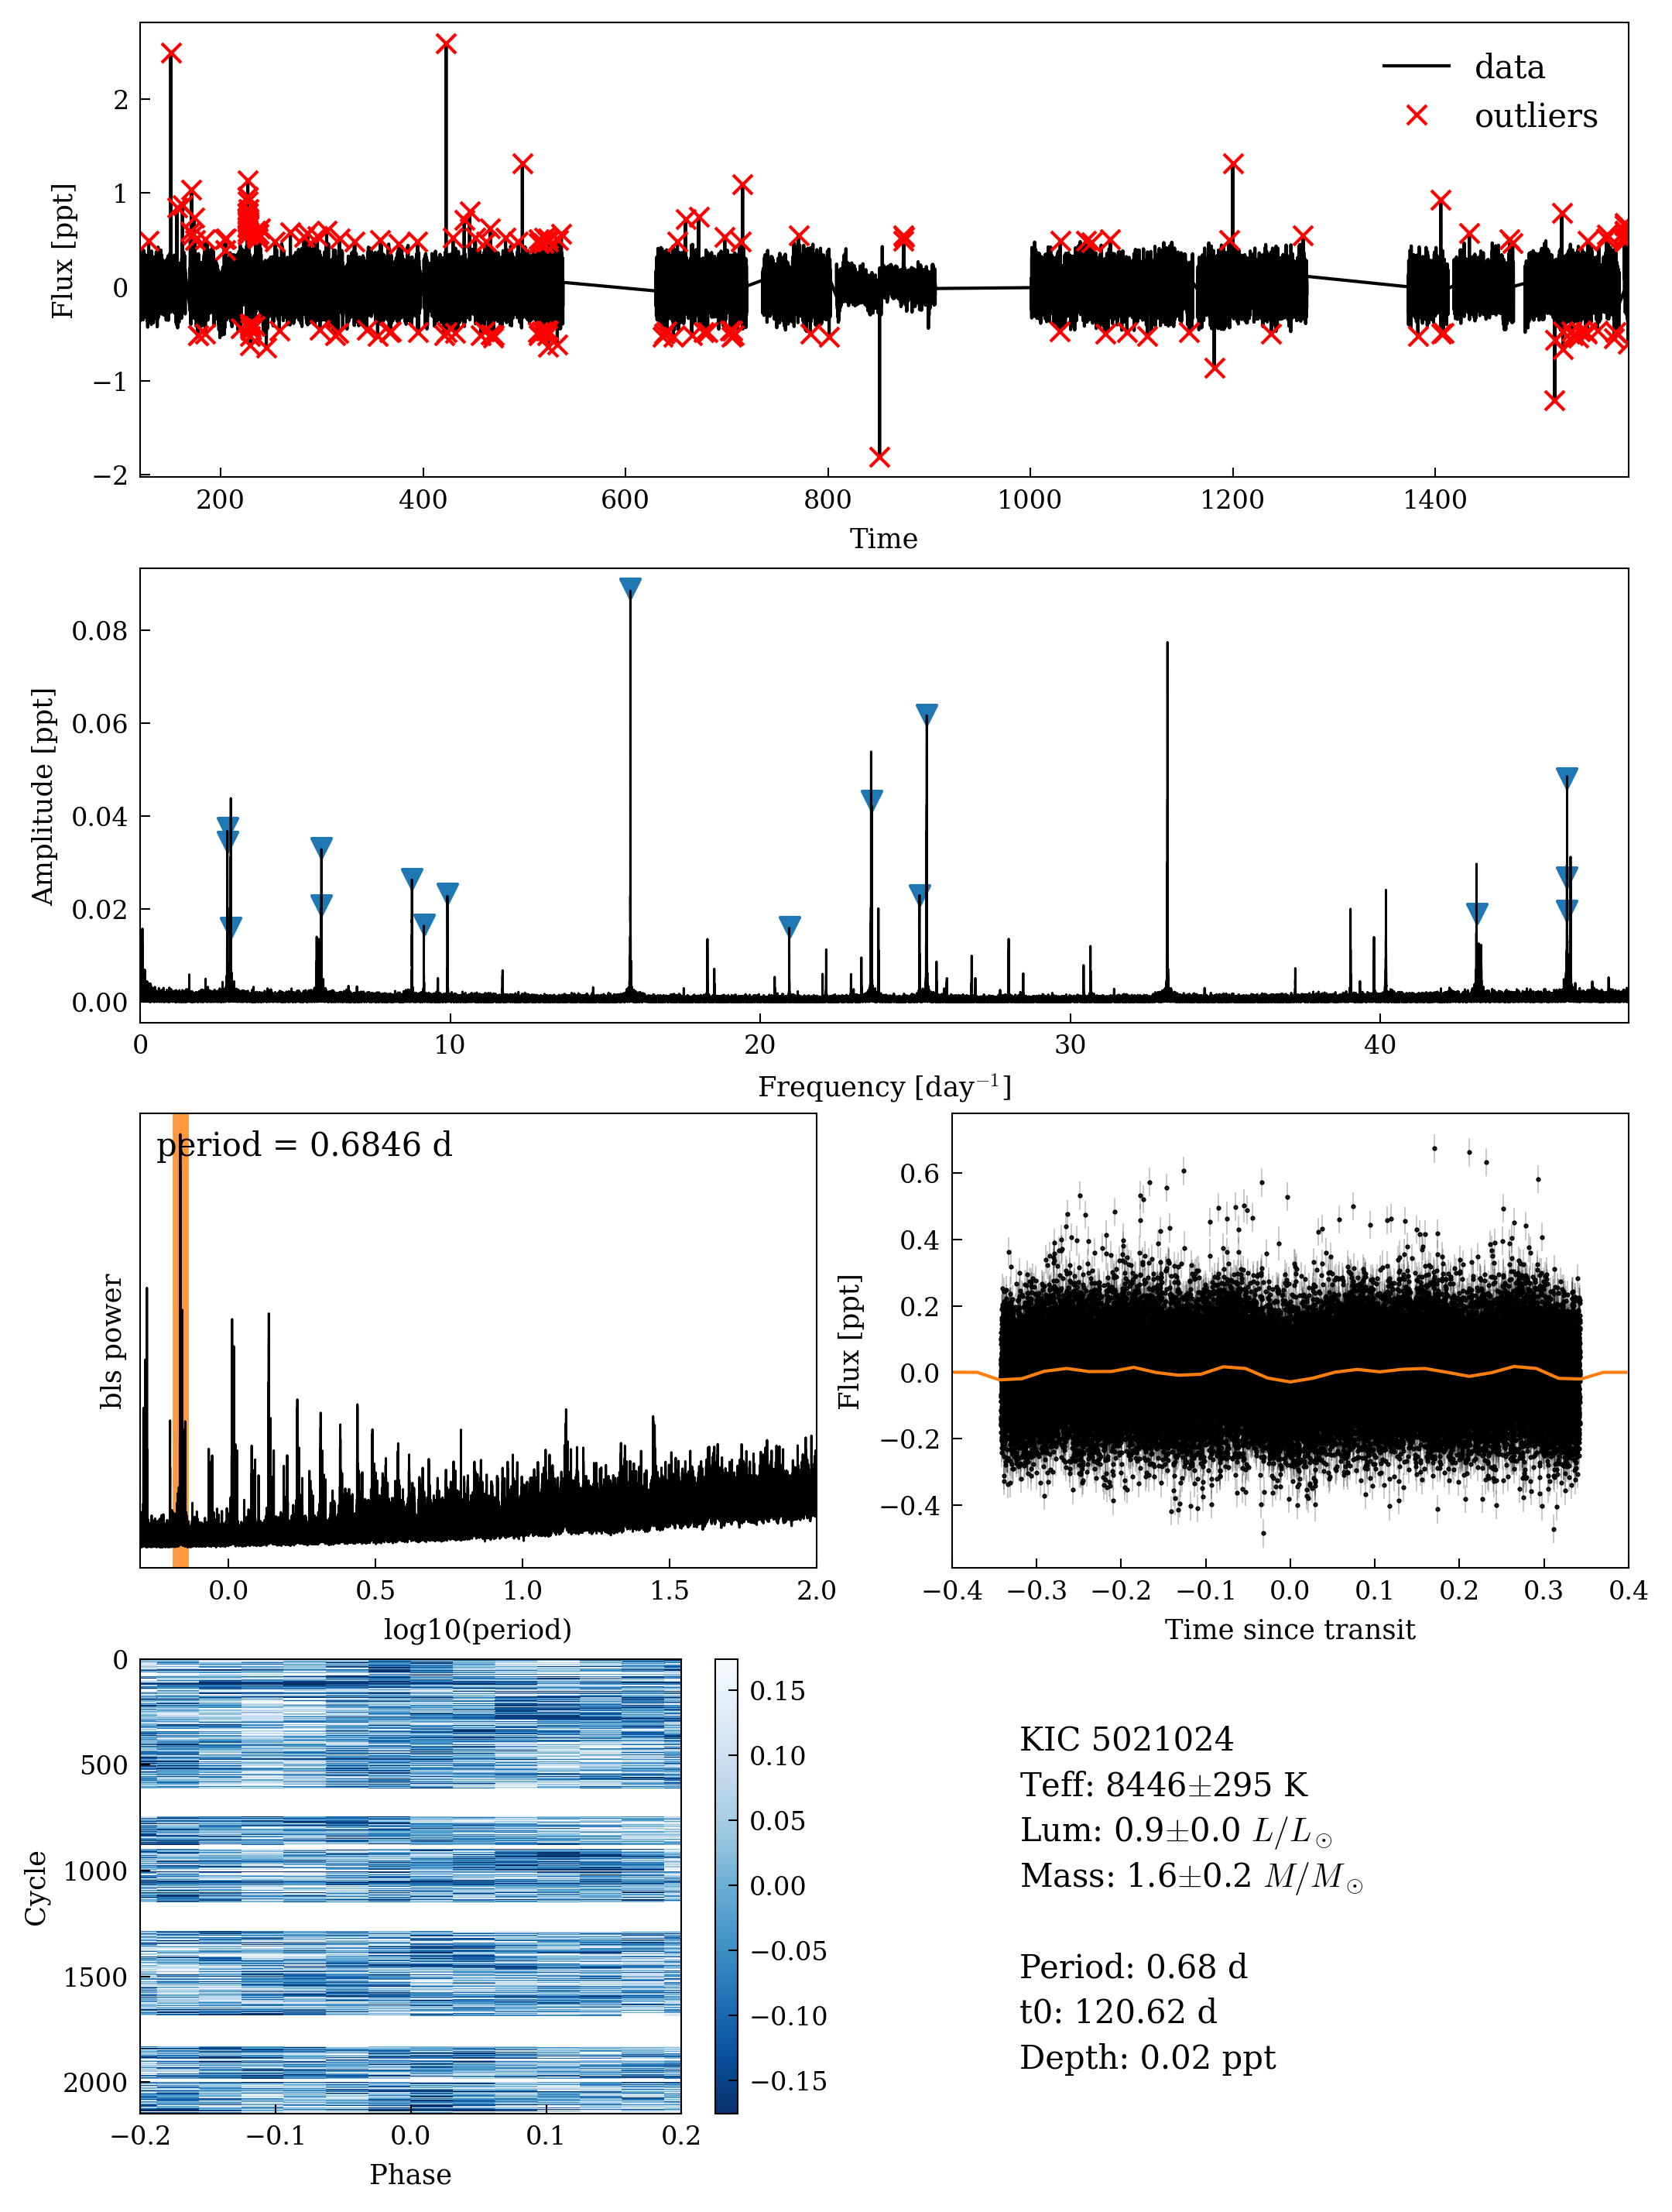 data
outliers
2
1
0
−1
−2
Flux [ppt]
200
400
600
800
1000
1200
1400
Time
0.08
0.06
0.04
0.02
0.00
Amplitude [ppt]
0
10
20
30
40
Frequency [day⁻¹]
period = 0.6846 d
bls power
0.0
0.5
1.0
1.5
2.0
log10(period)
0.6
0.4
0.2
0.0
−0.2
−0.4
Flux [ppt]
−0.4
−0.3
−0.2
−0.1
0.0
0.1
0.2
0.3
0.4
Time since transit
0
500
1000
1500
2000
Cycle
−0.2
−0.1
0.0
0.1
0.2
Phase
0.15
0.10
0.05
0.00
−0.05
−0.10
−0.15
KIC 5021024
Teff: 8446±295 K
Lum: 0.9±0.0 L/L⊙
Mass: 1.6±0.2 M/M⊙
Period: 0.68 d
t0: 120.62 d
Depth: 0.02 ppt